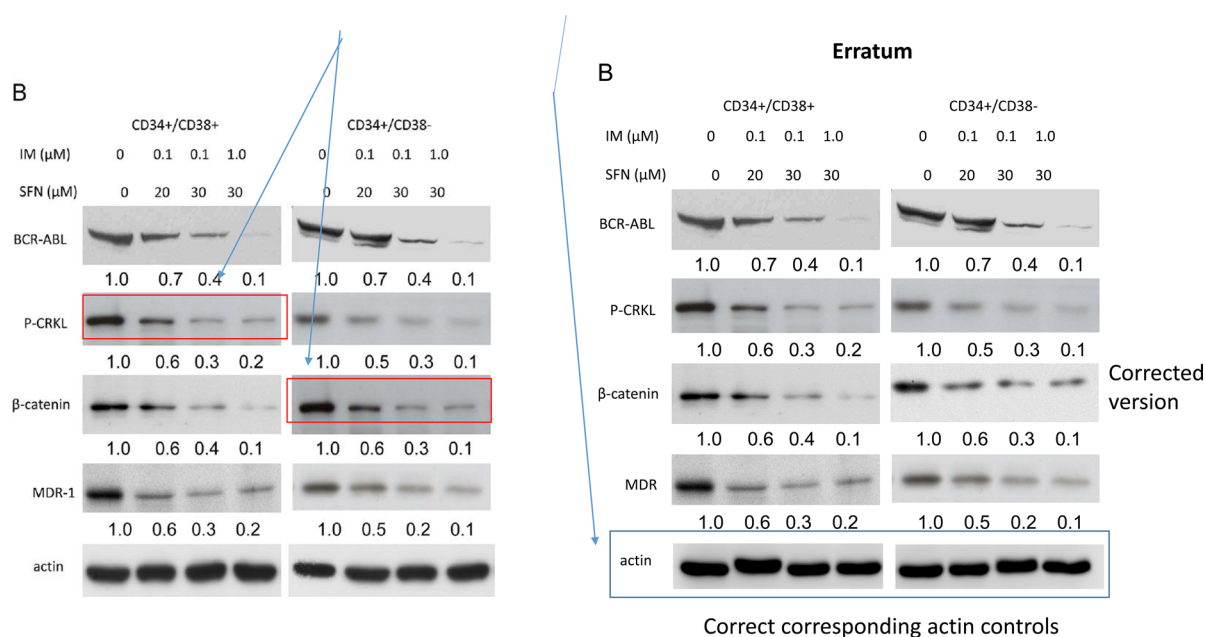 B
CD34+/CD38+ CD34+/CD38-
IM (μM) 0 0.1 0.1 1.0 0 0.1 0.1 1.0
SFN (μM) 0 20 30 30 0 20 30 30
BCR-ABL
1.0 0.7 0.4 0.1 1.0 0.7 0.4 0.1
P-CRKL
1.0 0.6 0.3 0.2 1.0 0.5 0.3 0.1
β-catenin
1.0 0.6 0.4 0.1 1.0 0.6 0.3 0.1
MDR-1
1.0 0.6 0.3 0.2 1.0 0.5 0.2 0.1
actin
Erratum
B
CD34+/CD38+ CD34+/CD38-
IM (μM) 0 0.1 0.1 1.0 0 0.1 0.1 1.0
SFN (μM) 0 20 30 30 0 20 30 30
BCR-ABL
1.0 0.7 0.4 0.1 1.0 0.7 0.4 0.1
P-CRKL
1.0 0.6 0.3 0.2 1.0 0.5 0.3 0.1
β-catenin
Corrected
version
1.0 0.6 0.4 0.1 1.0 0.6 0.3 0.1
MDR
1.0 0.6 0.3 0.2 1.0 0.5 0.2 0.1
actin
Correct corresponding actin controls